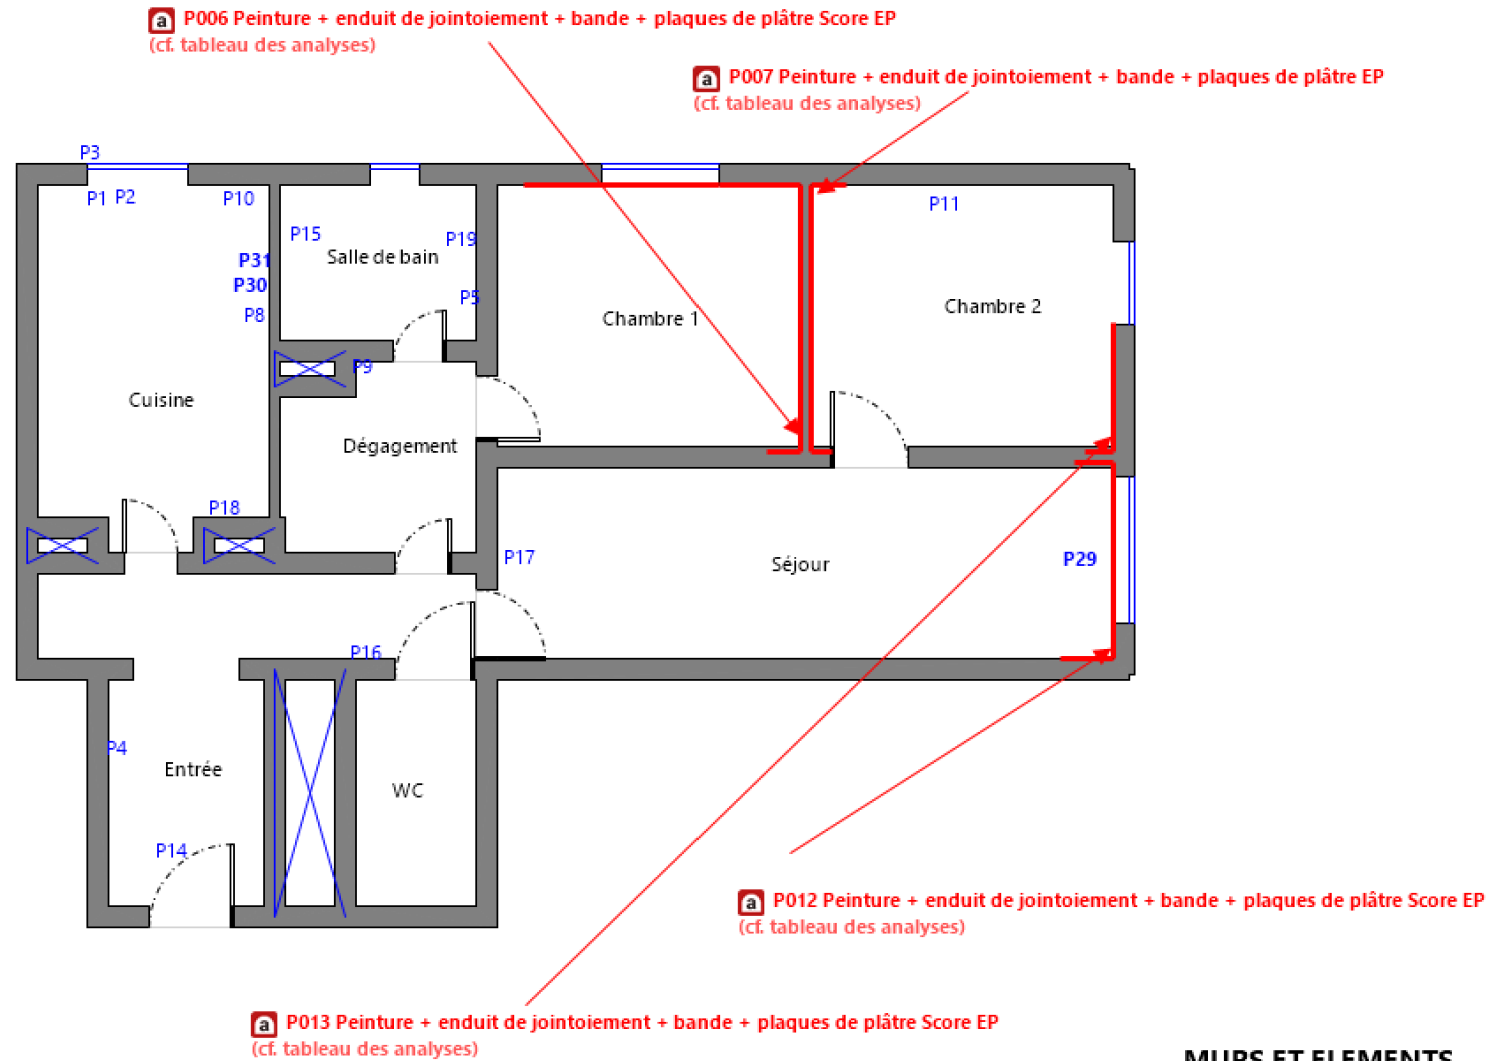 a P006 Peinture + enduit de jointoiement + bande + plaques de plâtre Score EP
(cf. tableau des analyses)
a P007 Peinture + enduit de jointoiement + bande + plaques de plâtre EP
(cf. tableau des analyses)
P3
P1 P2 P10
P11
P15
P19
Salle de bain
P31
P30
P5
P8
Chambre 2
Chambre 1
P9
Cuisine
Dégagement
P18
P17
Séjour
P29
P16
P4
Entrée
WC
P14
a P012 Peinture + enduit de jointoiement + bande + plaques de plâtre Score EP
(cf. tableau des analyses)
a P013 Peinture + enduit de jointoiement + bande + plaques de plâtre Score EP
(cf. tableau des analyses)
MURS ET ELEMENTS